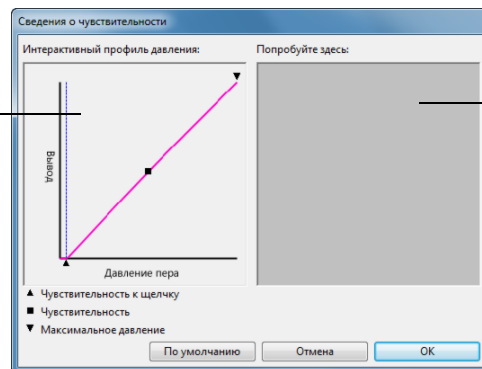 Сведения о чувствительности
Интерактивный профиль давления:
Попробуйте здесь:
Вывод
Давление пера
▲ Чувствительность к щелчку
■ Чувствительность
▼ Максимальное давление
По умолчанию
Отмена
OK